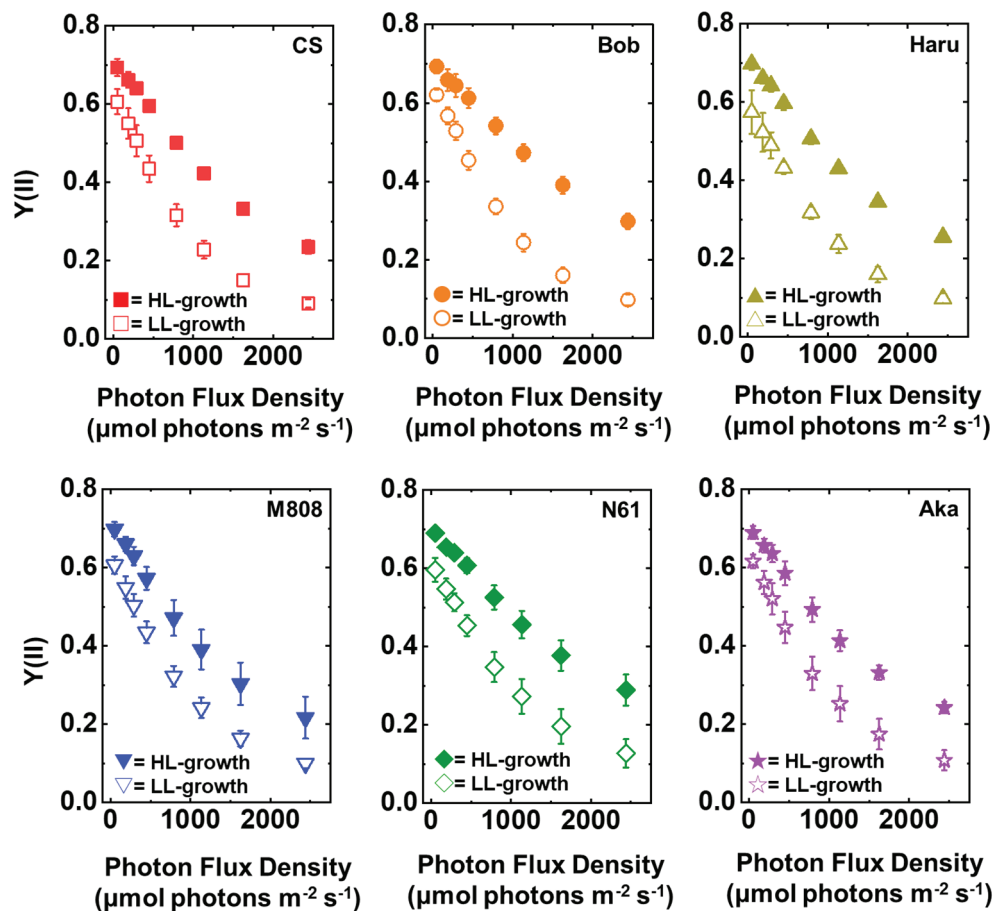 CS
0.8
0.6
0.4
0.2
0.0
Y(II)
= HL-growth
= LL-growth
0 1000 2000
Photon Flux Density
(µmol photons m-2 s-1)
Bob
0.8
0.6
0.4
0.2
0.0
= HL-growth
= LL-growth
0 1000 2000
Photon Flux Density
(µmol photons m-2 s-1)
Haru
0.8
0.6
0.4
0.2
0.0
= HL-growth
= LL-growth
0 1000 2000
Photon Flux Density
(µmol photons m-2 s-1)
M808
0.8
0.6
0.4
0.2
0.0
Y(II)
= HL-growth
= LL-growth
0 1000 2000
Photon Flux Density
(µmol photons m-2 s-1)
N61
0.8
0.6
0.4
0.2
0.0
= HL-growth
= LL-growth
0 1000 2000
Photon Flux Density
(µmol photons m-2 s-1)
Aka
0.8
0.6
0.4
0.2
0.0
= HL-growth
= LL-growth
0 1000 2000
Photon Flux Density
(µmol photons m-2 s-1)